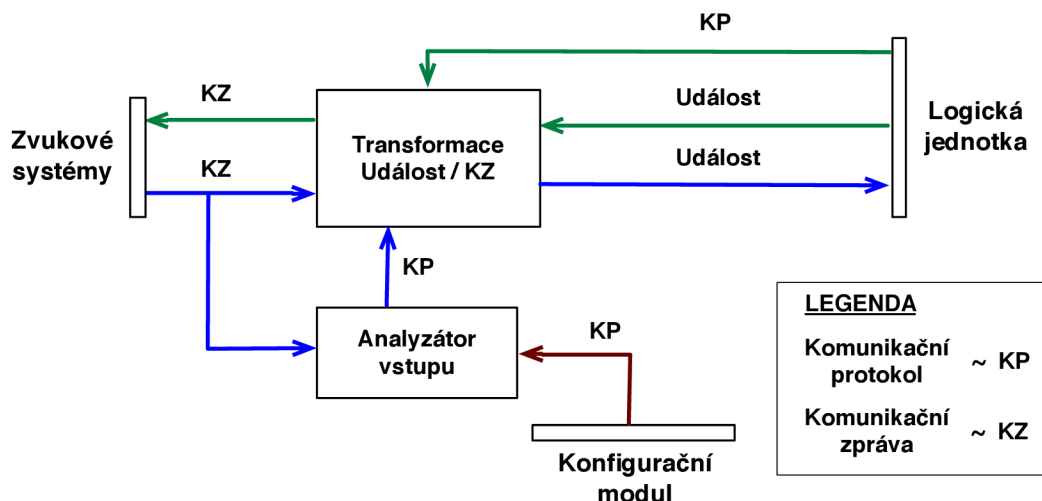 KP
KZ
Událost
Zvukové
systémy
Transformace
Událost / KZ
Logická
jednotka
KZ
Událost
KP
Analyzátor
vstupu
KP
LEGENDA
Komunikační
protokol ~ KP
Komunikační
zpráva ~ KZ
Konfigurační
modul